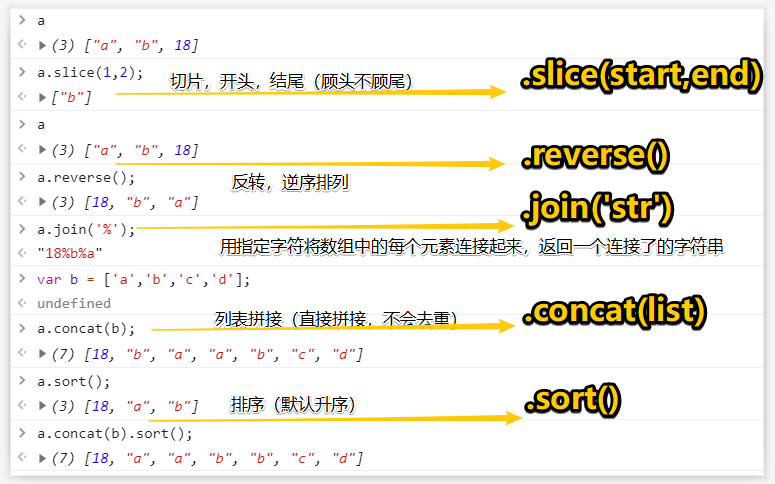 a
(3) ["a", "b", 18]
a.slice(1,2);
["b"]
切片，开头，结尾（顾头不顾尾）
.slice(start,end)
a
(3) ["a", "b", 18]
.reverse()
a.reverse();
反转，逆序排列
(3) [18, "b", "a"]
.join('str')
a.join('%');
"18%b%a"
用指定字符将数组中的每个元素连接起来，返回一个连接了的字符串
var b = ['a','b','c','d'];
undefined
a.concat(b);
列表拼接（直接拼接，不会去重）
.concat(list)
(7) [18, "b", "a", "a", "b", "c", "d"]
a.sort();
(3) [18, "a", "b"]
排序（默认升序）
.sort()
a.concat(b).sort();
(7) [18, "a", "a", "b", "b", "c", "d"]